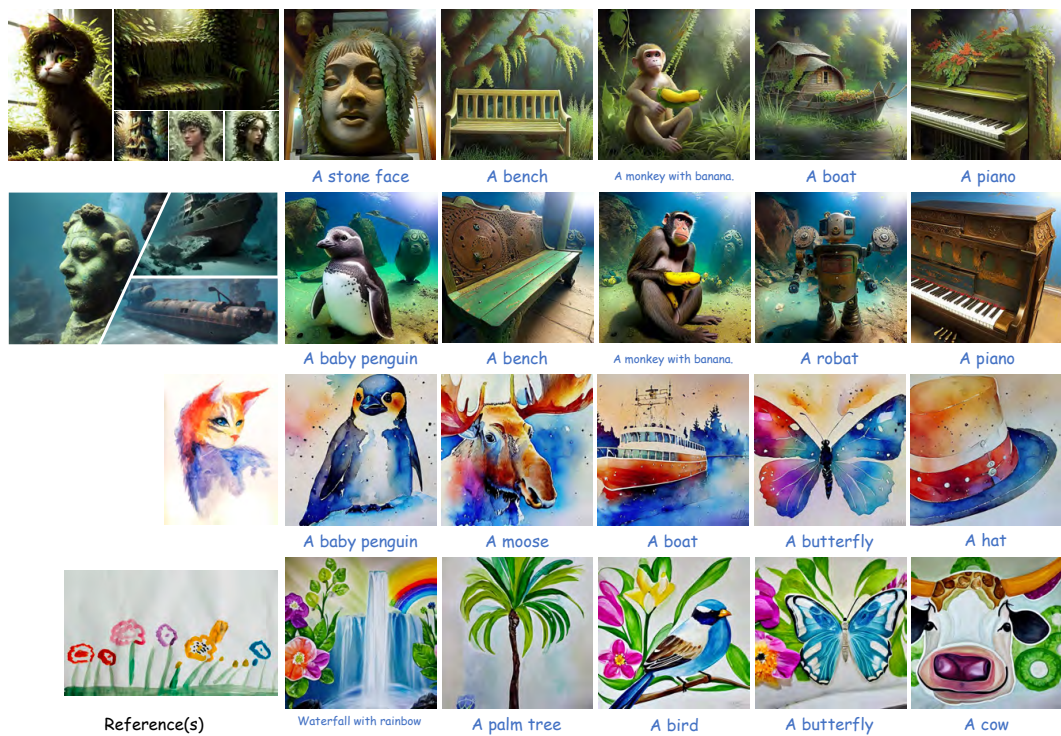 A stone face
A bench
A monkey with banana.
A boat
A piano
A baby penguin
A bench
A monkey with banana.
A robat
A piano
A baby penguin
A moose
A boat
A butterfly
A hat
Reference(s)
Waterfall with rainbow
A palm tree
A bird
A butterfly
A cow